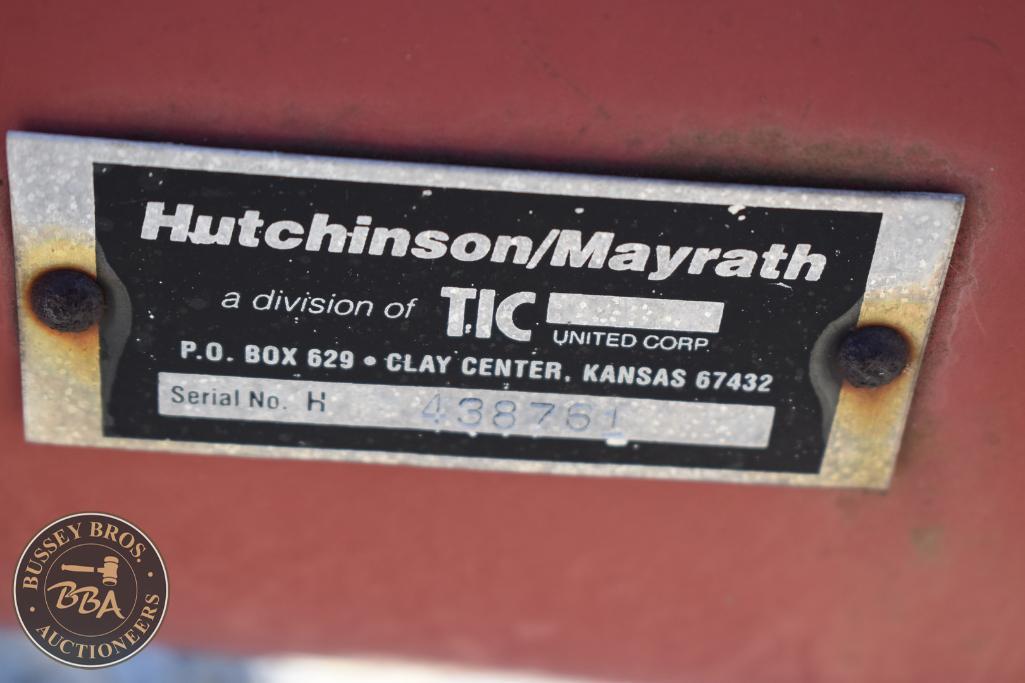 Hutchinson/Mayrath
a division of TIC
UNITED CORP.
P.O. BOX 629 • CLAY CENTER, KANSAS 67432
Serial No. H 438761
BUSSEY BROS.
BBA
AUCTIONEERS